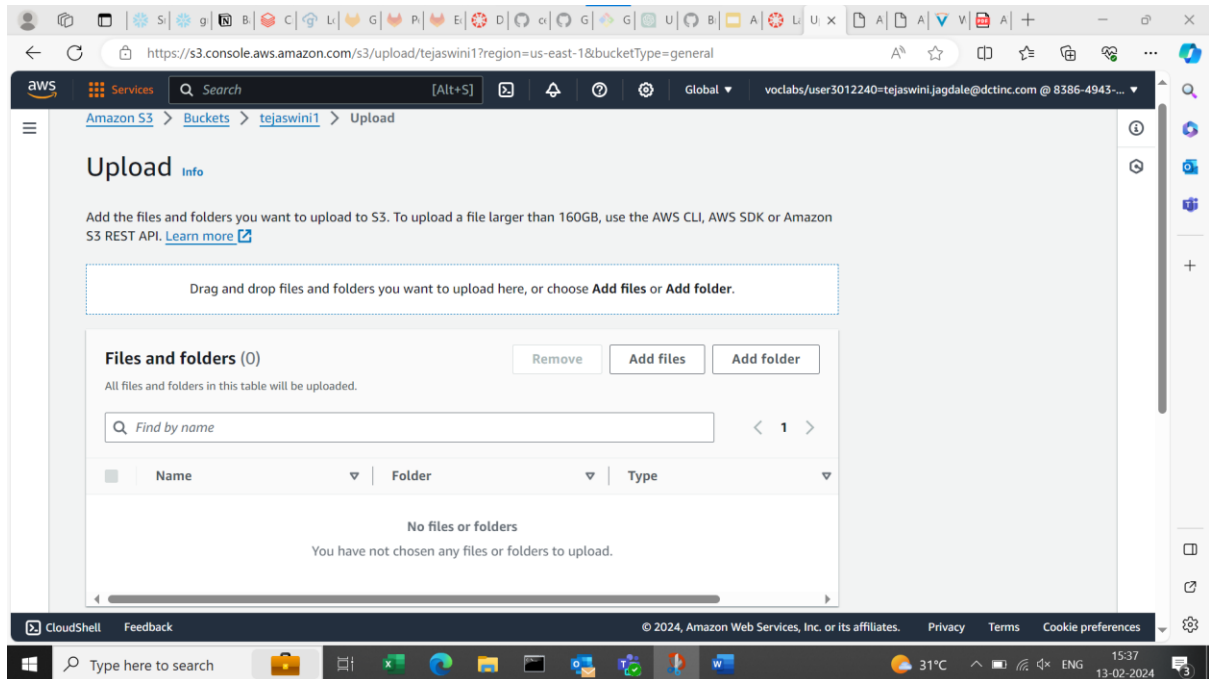 https://s3.console.aws.amazon.com/s3/upload/tejaswini1?region=us-east-1&bucketType=general
aws Services Search [Alt+S] Global voclabs/user3012240=tejaswini.jagdale@dctinc.com @ 8386-4943-...
Amazon S3 > Buckets > tejaswini1 > Upload
Upload Info
Add the files and folders you want to upload to S3. To upload a file larger than 160GB, use the AWS CLI, AWS SDK or Amazon
S3 REST API. Learn more
Drag and drop files and folders you want to upload here, or choose Add files or Add folder.
Files and folders (0) Remove Add files Add folder
All files and folders in this table will be uploaded.
Find by name < 1 >
Name Folder Type
No files or folders
You have not chosen any files or folders to upload.
CloudShell Feedback © 2024, Amazon Web Services, Inc. or its affiliates. Privacy Terms Cookie preferences
Type here to search 31°C ENG 15:37
13-02-2024